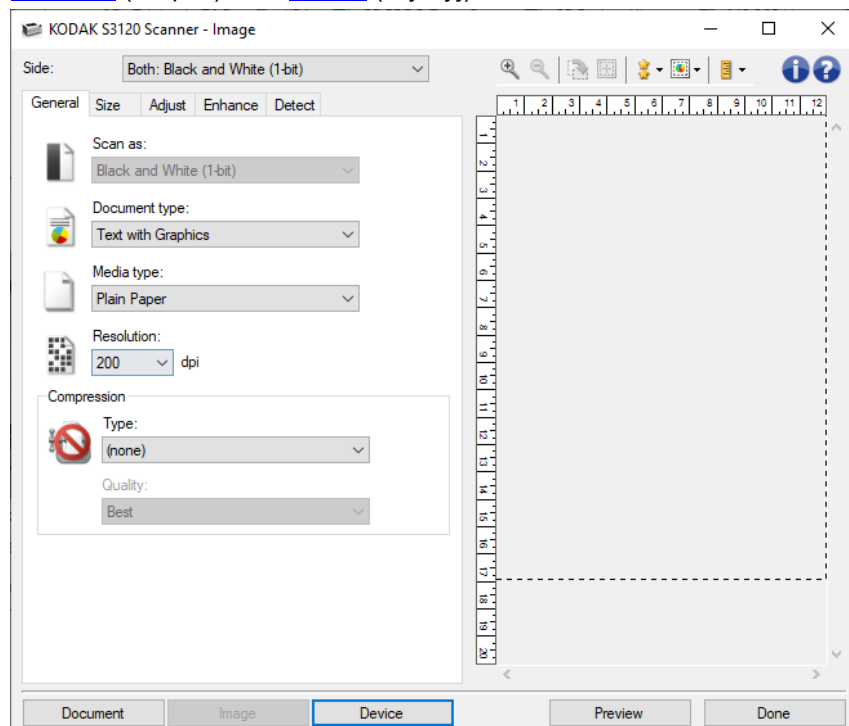 KODAK S3120 Scanner - Image
Side: Both: Black and White (1-bit)
General Size Adjust Enhance Detect
Scan as:
Black and White (1-bit)
Document type:
Text with Graphics
Media type:
Plain Paper
Resolution:
200 dpi
Compression
Type:
(none)
Quality:
Best
1 2 3 4 5 6 7 8 9 10 11 12
1
2
3
4
5
6
7
8
9
10
11
12
13
14
15
16
17
18
19
20
Document Image Device Preview Done